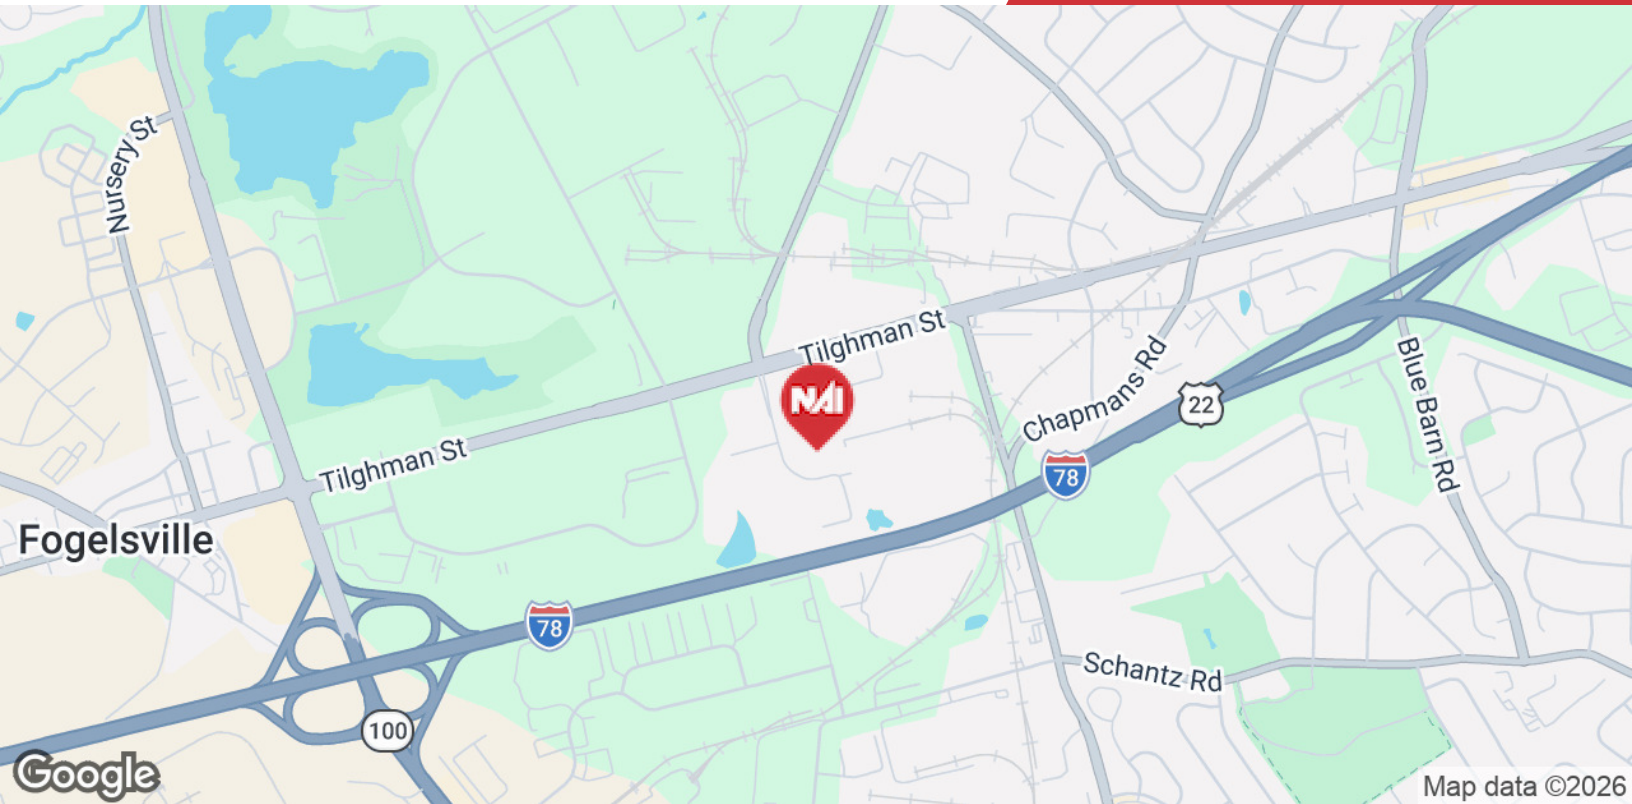 Nursery St
Tilghman St
NAI
Chapmans Rd
22
Blue Barn Rd
Tilghman St
78
Fogelsville
78
Schantz Rd
100
Google
Map data ©2026